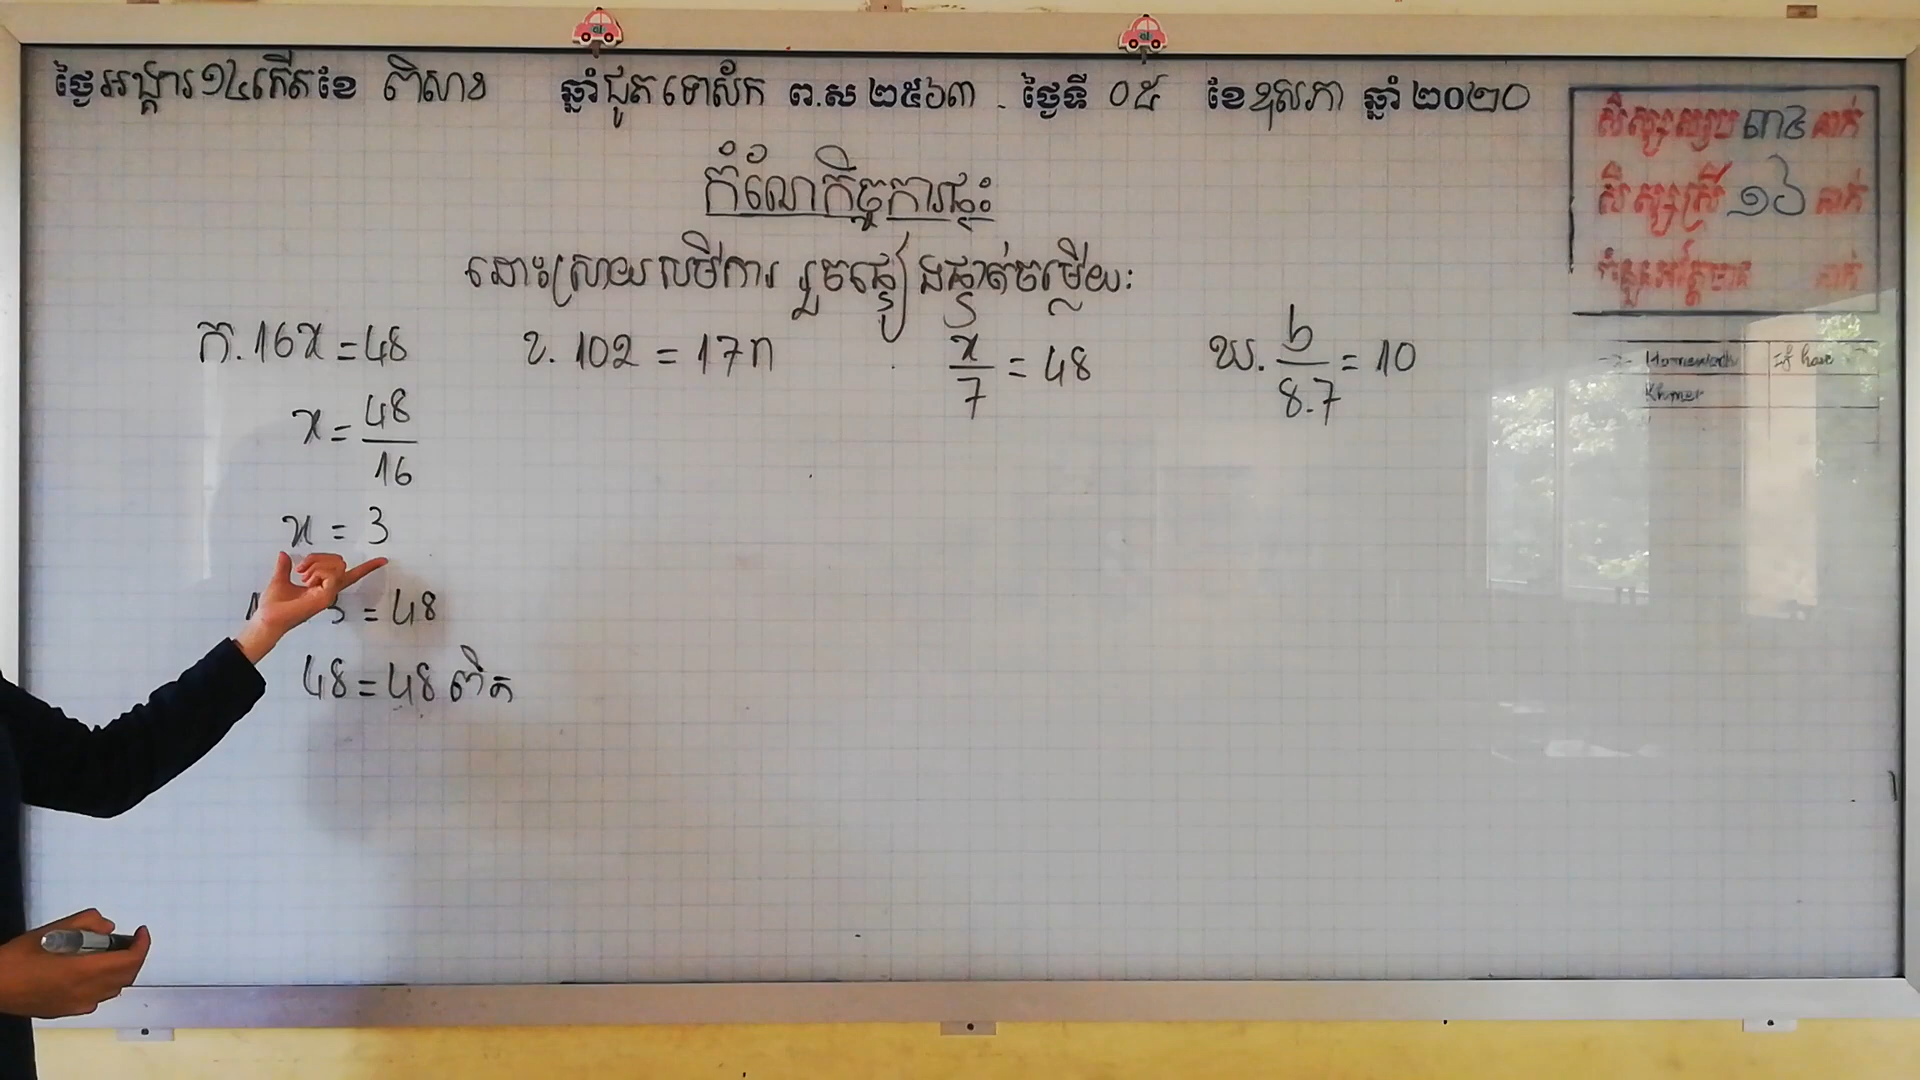 ថ្ងៃអង្គារ ១៤កើតខែ ពិសាខ ឆ្នាំជូត ទោស័ក ព.ស ២៥៦៣ . ថ្ងៃទី ០៥ ខែឧសភា ឆ្នាំ ២០២០
សិស្សសរុប ៣៤ នាក់
សិស្សស្រី ១៦ នាក់
នាក់
កំណែកិច្ចការផ្ទះ
ដោះស្រាយសមីការ រួចផ្ទៀងផ្ទាត់ចម្លើយ:
ក. 16x = 48
x = 48/16
x = 3
3 = 48
48 = 48 ពិត
ខ. 102 = 17n
x/7 = 48
ឃ. b/8.7 = 10
Homework If have
Khmer